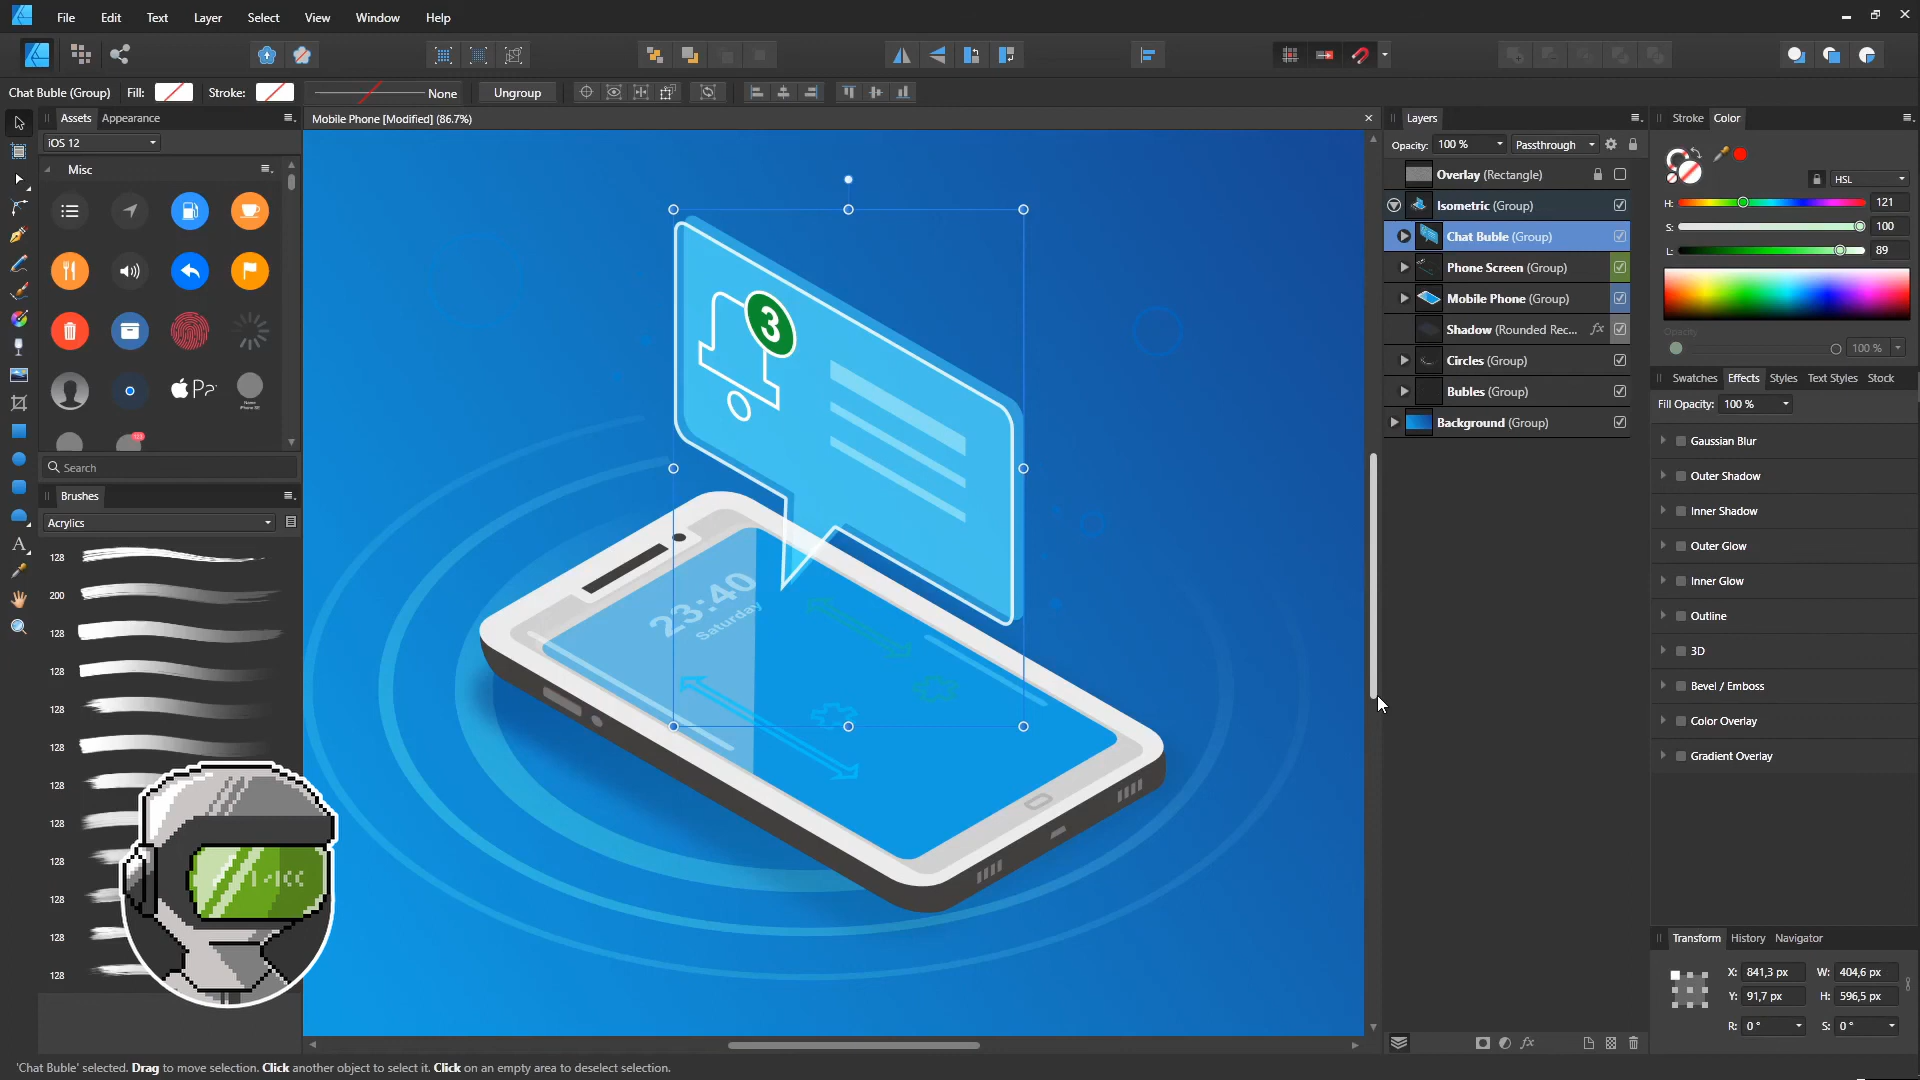 File Edit Text Layer Select View Window Help
Chat Buble (Group) Fill: Stroke: None Ungroup
Assets Appearance
iOS 12
Misc
Pay
Search
Brushes
Acrylics
128
200
128
128
128
128
128
128
128
128
128
128
Mobile Phone [Modified] (86.7%)
3
23:40
Saturday
Layers
Opacity: 100 % Passthrough
Overlay (Rectangle)
Isometric (Group)
Chat Buble (Group)
Phone Screen (Group)
Mobile Phone (Group)
Shadow (Rounded Rec... fx
Circles (Group)
Bubles (Group)
Background (Group)
fx
Stroke Color
HSL
H: 121
S: 100
L: 89
Opacity
100 %
Swatches Effects Styles Text Styles Stock
Fill Opacity: 100 %
Gaussian Blur
Outer Shadow
Inner Shadow
Outer Glow
Inner Glow
Outline
3D
Bevel / Emboss
Color Overlay
Gradient Overlay
Transform History Navigator
X: 841,3 px W: 404,6 px
Y: 91,7 px H: 596,5 px
R: 0 ° S: 0 °
'Chat Buble' selected. Drag to move selection. Click another object to select it. Click on an empty area to deselect selection.